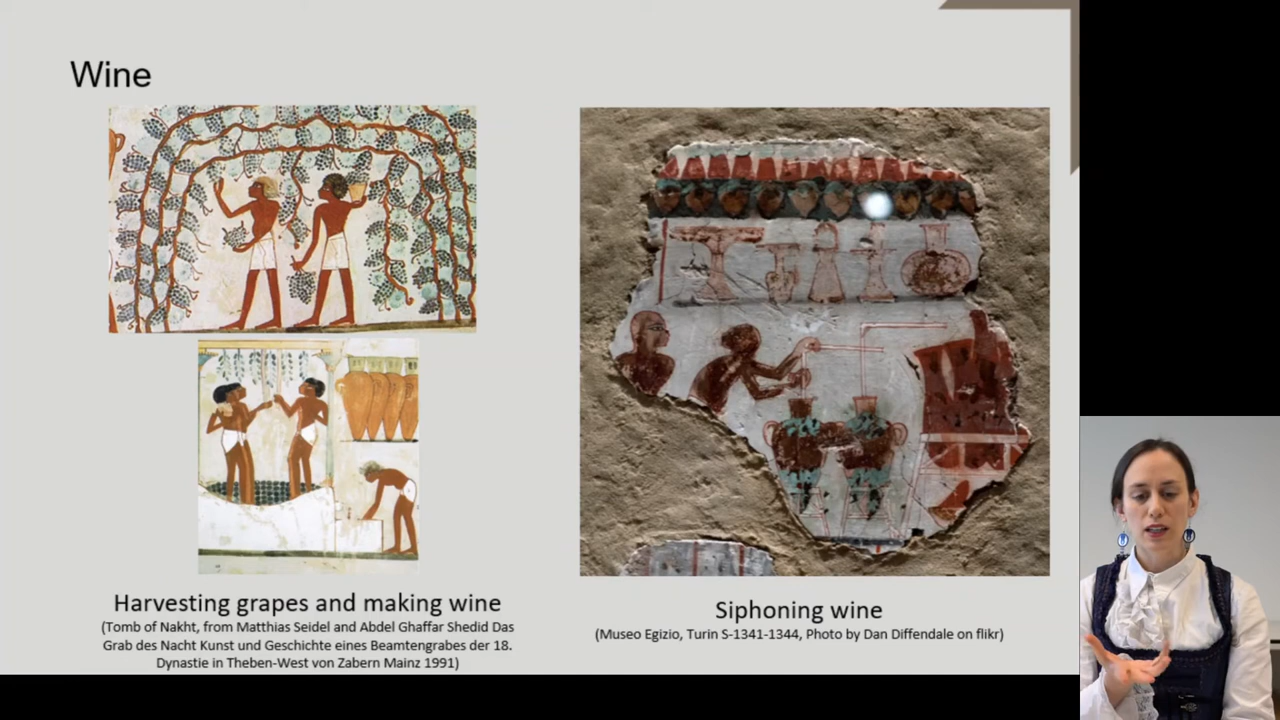 Wine
Harvesting grapes and making wine
(Tomb of Nakht, from Matthias Seidel and Abdel Ghaffar Shedid Das
Grab des Nacht Kunst und Geschichte eines Beamtengrabes der 18.
Dynastie in Theben-West von Zabern Mainz 1991)
Siphoning wine
(Museo Egizio, Turin S-1341-1344, Photo by Dan Diffendale on flikr)